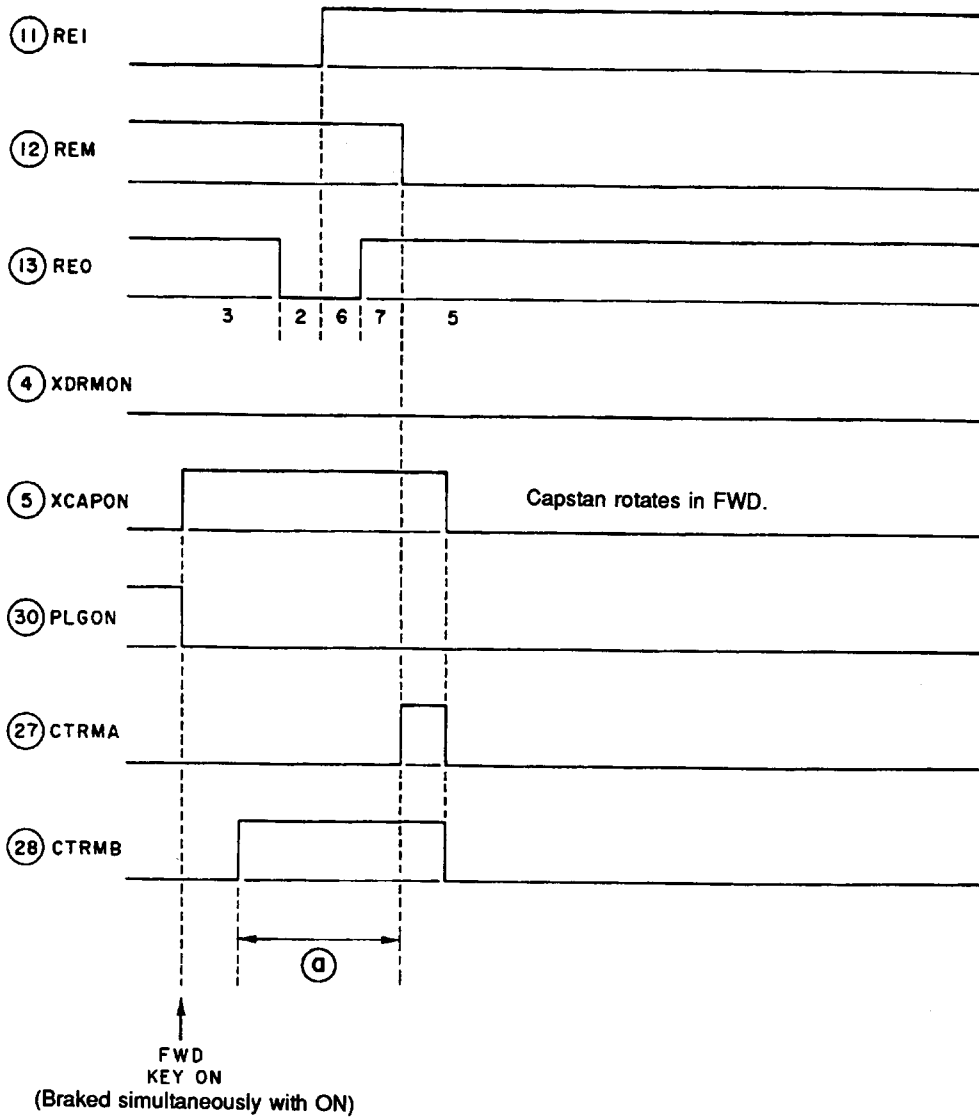 11 REI
12 REM
13 REO
3 2 6 7 5
4 XDRMON
5 XCAPON
Capstan rotates in FWD.
30 PLGON
27 CTRMA
28 CTRMB
a
FWD
KEY ON
(Braked simultaneously with ON)